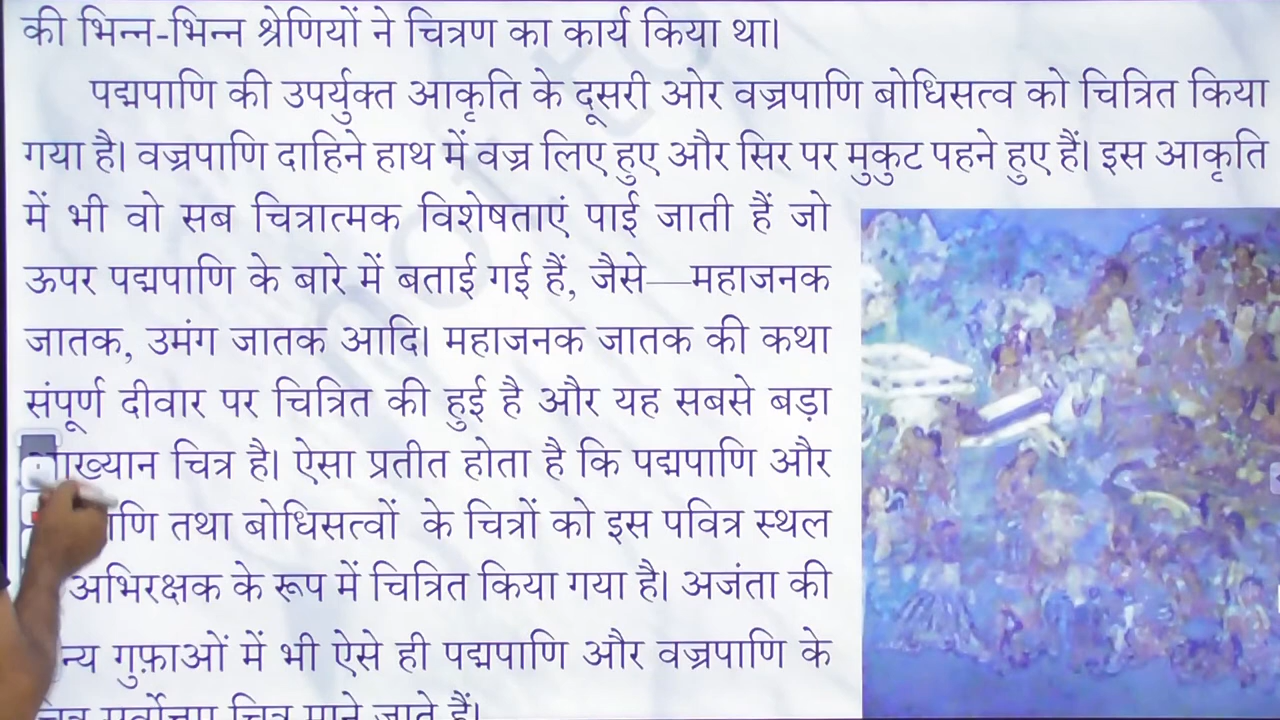 की भिन्न-भिन्न श्रेणियों ने चित्रण का कार्य किया था।
पद्मपाणि की उपर्युक्त आकृति के दूसरी ओर वज्रपाणि बोधिसत्व को चित्रित किया
गया है। वज्रपाणि दाहिने हाथ में वज्र लिए हुए और सिर पर मुकुट पहने हुए हैं। इस आकृति
में भी वो सब चित्रात्मक विशेषताएं पाई जाती हैं जो
ऊपर पद्मपाणि के बारे में बताई गई हैं, जैसे—महाजनक
जातक, उमंग जातक आदि। महाजनक जातक की कथा
संपूर्ण दीवार पर चित्रित की हुई है और यह सबसे बड़ा
चित्र है। ऐसा प्रतीत होता है कि पद्मपाणि और
तथा बोधिसत्वों के चित्रों को इस पवित्र स्थल
अभिरक्षक के रूप में चित्रित किया गया है। अजंता की
गुफ़ाओं में भी ऐसे ही पद्मपाणि और वज्रपाणि के
चित्र माने जाते हैं।